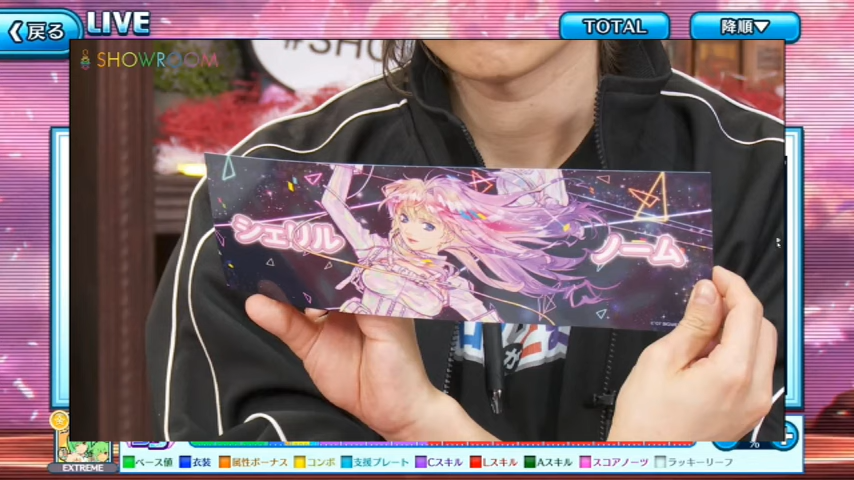 戻る
LIVE
TOTAL
降順▼
SHOWROOM
シェリル
ノーム
EXTREME
%
ベース値
衣装
属性ボーナス
コンボ
支援プレート
Cスキル
Lスキル
Aスキル
スコアノーツ
ラッキーリーフ